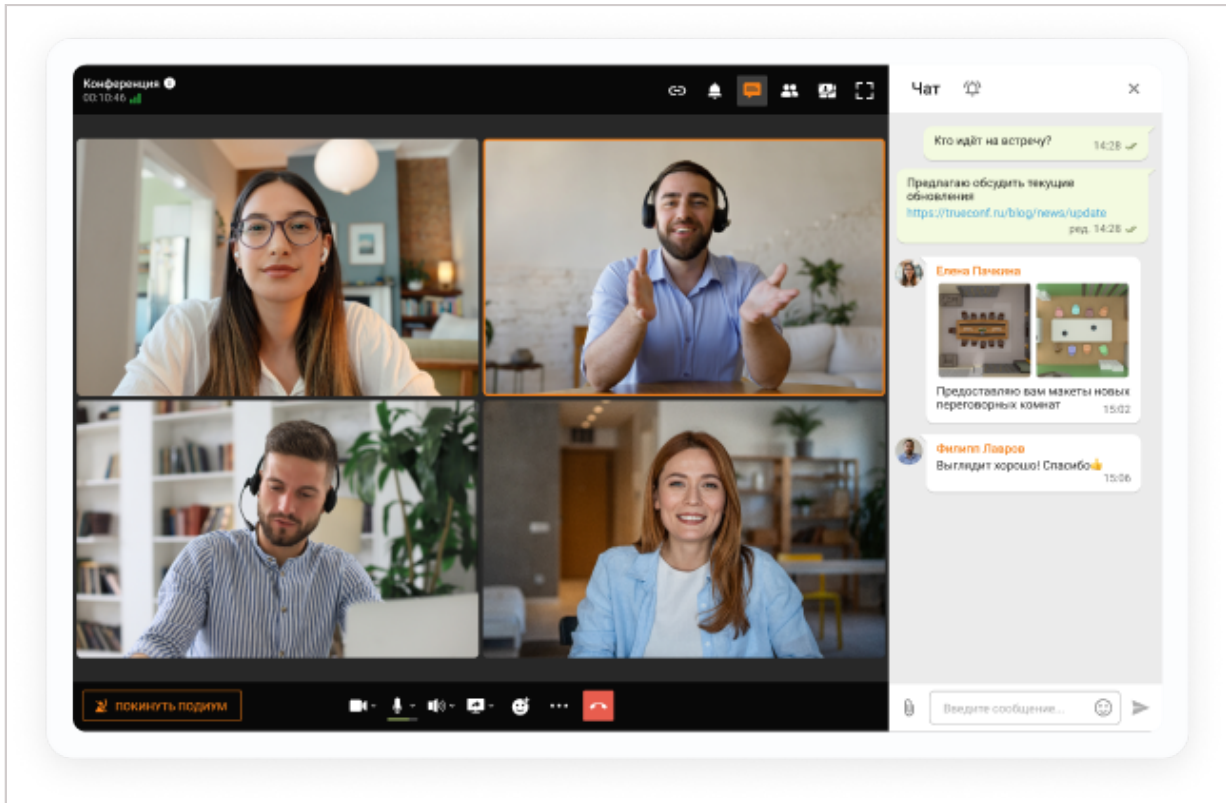 Конференция
00:10:46
Чат
Кто идёт на встречу?
14:28
Предлагаю обсудить текущие
обновления
https://trueconf.ru/blog/news/update
ред. 14:28
Елена Пачкина
Предоставляю вам макеты новых
переговорных комнат
15:02
Филипп Лавров
Выглядит хорошо! Спасибо👍
15:06
ПОКИНУТЬ ПОДИУМ
Введите сообщение...